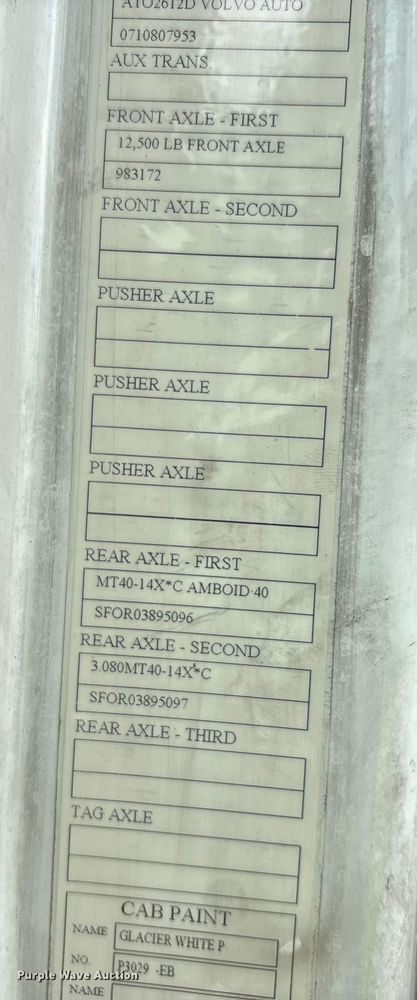 ATO2612D VOLVO AUTO
0710807953
AUX TRANS.
FRONT AXLE - FIRST
12,500 LB FRONT AXLE
983172
FRONT AXLE - SECOND
PUSHER AXLE
PUSHER AXLE
PUSHER AXLE
REAR AXLE - FIRST
MT40-14X*C AMBOID 40
SFOR03895096
REAR AXLE - SECOND
3.080MT40-14X*C
SFOR03895097
REAR AXLE - THIRD
TAG AXLE
CAB PAINT
NAME GLACIER WHITE P
NO. P3029 -EB
NAME
Purple Wave Auction